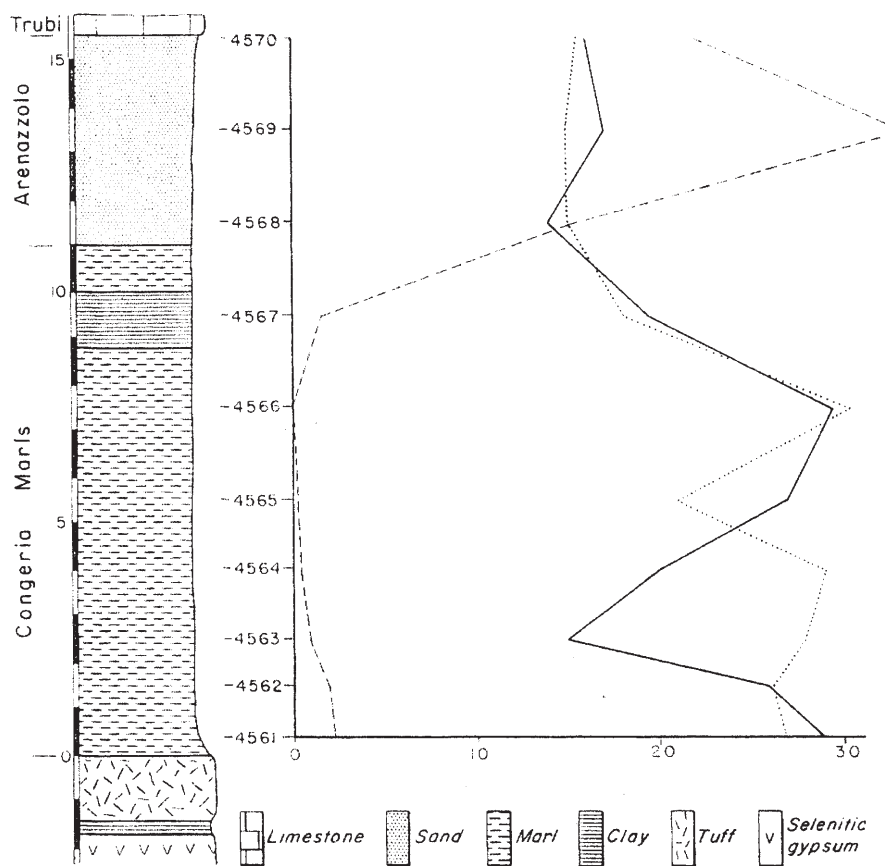 Trubi
15
Arenazzolo
10
Congeria Marls
5
0
-4570
-4569
-4568
-4567
-4566
-4565
-4564
-4563
-4562
-4561
0 10 20 30
Limestone Sand Marl Clay Tuff Selenitic
gypsum